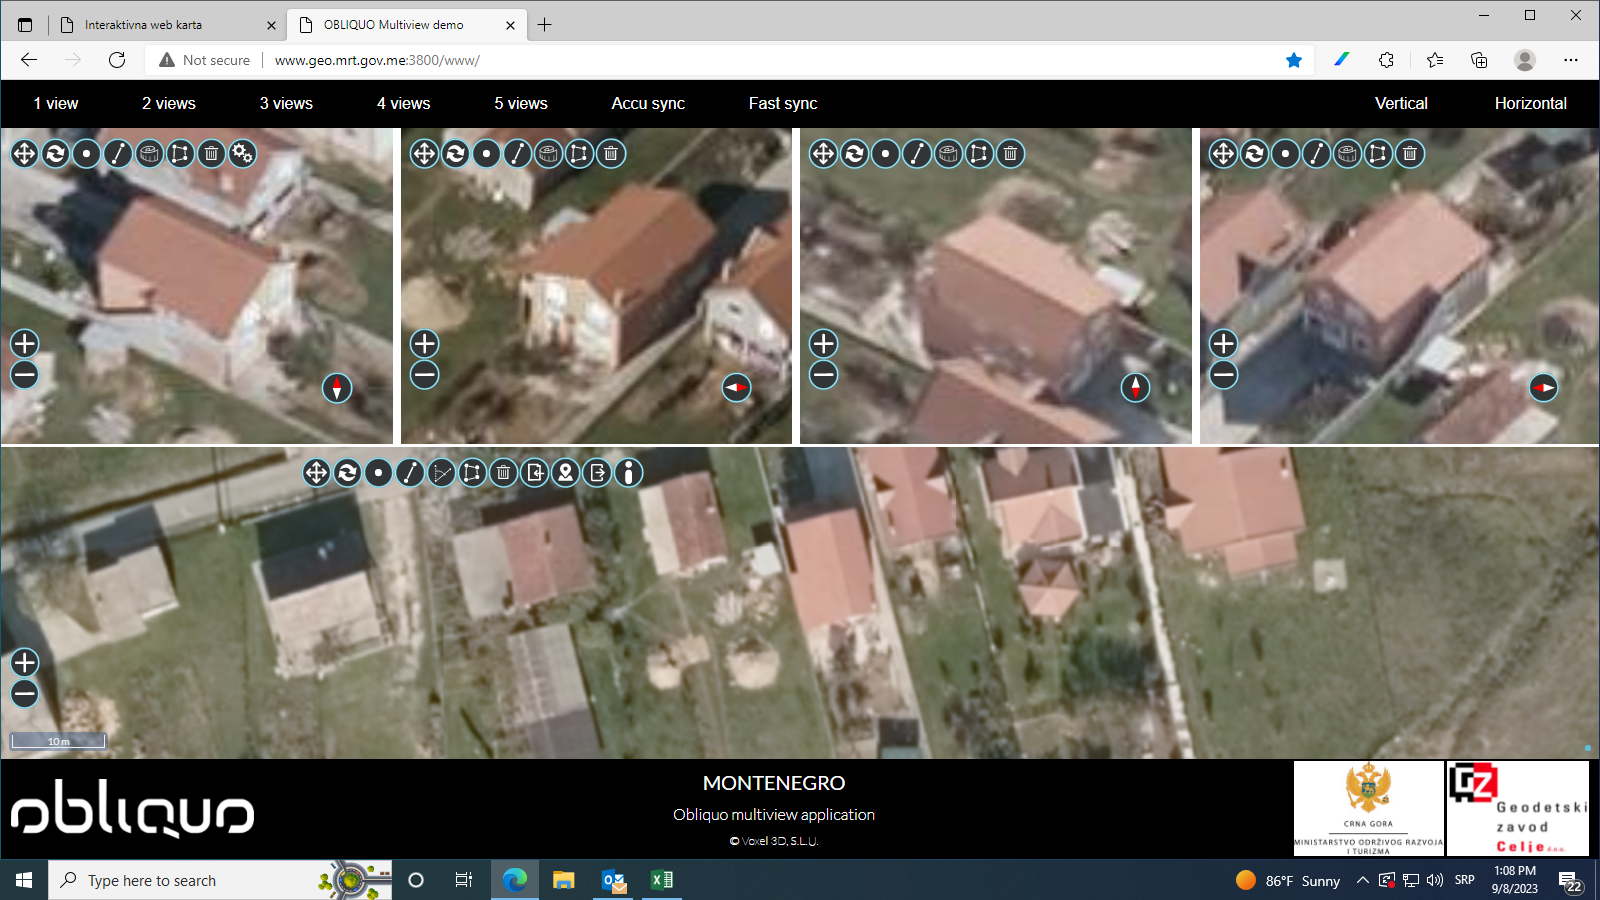 Interaktivna web karta
OBLIQUO Multiview demo
Not secure
www.geo.mrt.gov.me:3800/www/
1 view
2 views
3 views
4 views
5 views
Accu sync
Fast sync
Vertical
Horizontal
10 m
obliquo
MONTENEGRO
Obliquo multiview application
© Voxel 3D, S.L.U.
CRNA GORA
MINISTARSTVO ODRŽIVOG RAZVOJA
I TURIZMA
GZ
Geodetski
zavod
Celje d.o.o.
Type here to search
86°F Sunny
SRP
1:08 PM
9/8/2023
22